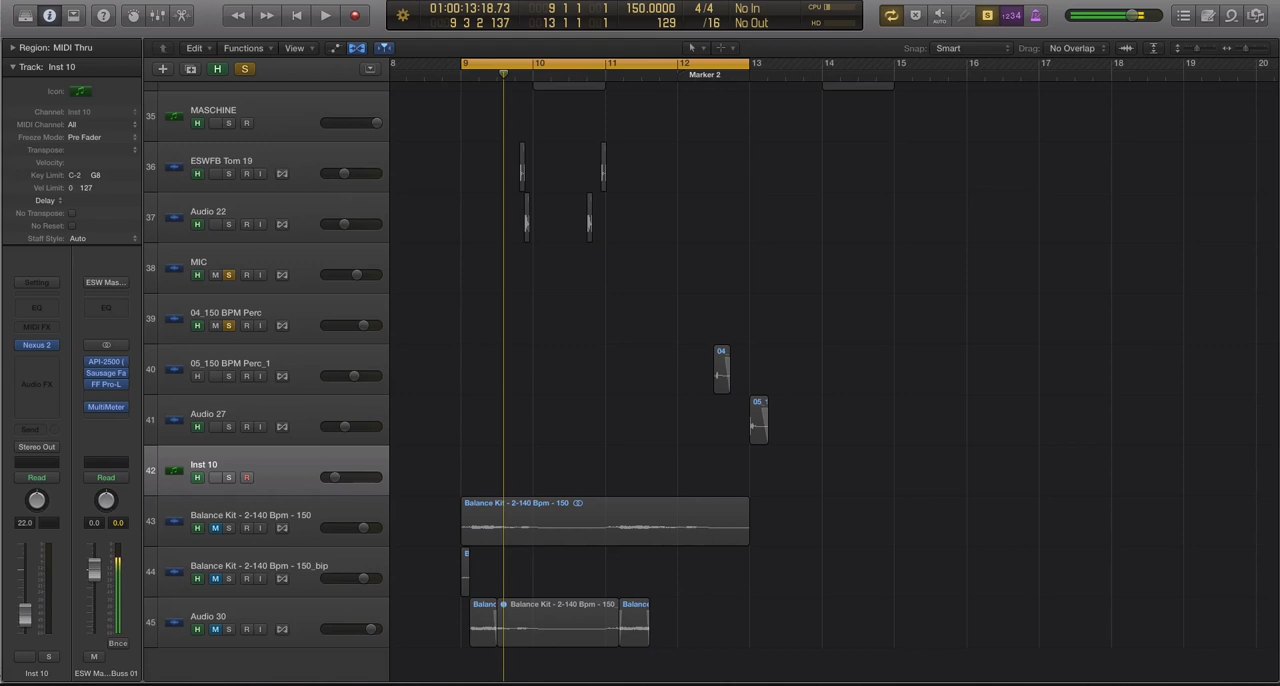 01:00:13:18.73 9 1 1 1 150.0000 4/4 No In CPU
9 3 2 137 13 1 1 1 129 /16 No Out HD
AUTO S 1234
Region: MIDI Thru
Edit Functions View
Snap: Smart Drag: No Overlap
Track: Inst 10
H S
8 9 10 11 12 13 14 15 16 17 18 19 20
Marker 2
Icon:
Channel: Inst 10
MIDI Channel: All
Freeze Mode: Pre Fader
Transpose:
Velocity:
Key Limit: C-2 G8
Vel Limit: 0 127
Delay
No Transpose:
No Reset:
Staff Style: Auto
Setting ESW Mas...
EQ EQ
MIDI FX
Nexus 2
API-2500 (
Sausage Fa
Audio FX FF Pro-L
MultiMeter
Send
Stereo Out
Read Read
22.0 0.0 0.0
Bnce
S M
Inst 10 ESW Ma...Buss 01
35 MASCHINE
H S R
36 ESWFB Tom 19
H S R I
37 Audio 22
H S R I
38 MIC
H M S R I
39 04_150 BPM Perc
H M S R I
40 05_150 BPM Perc_1
H S R I
04
41 Audio 27
H S R I
05
42 Inst 10
H S R
43 Balance Kit - 2-140 Bpm - 150
H M S R I
Balance Kit - 2-140 Bpm - 150
44 Balance Kit - 2-140 Bpm - 150_bip
H M S R I
B
45 Audio 30
H M S R I
Balanc Balance Kit - 2-140 Bpm - 150_ Balance